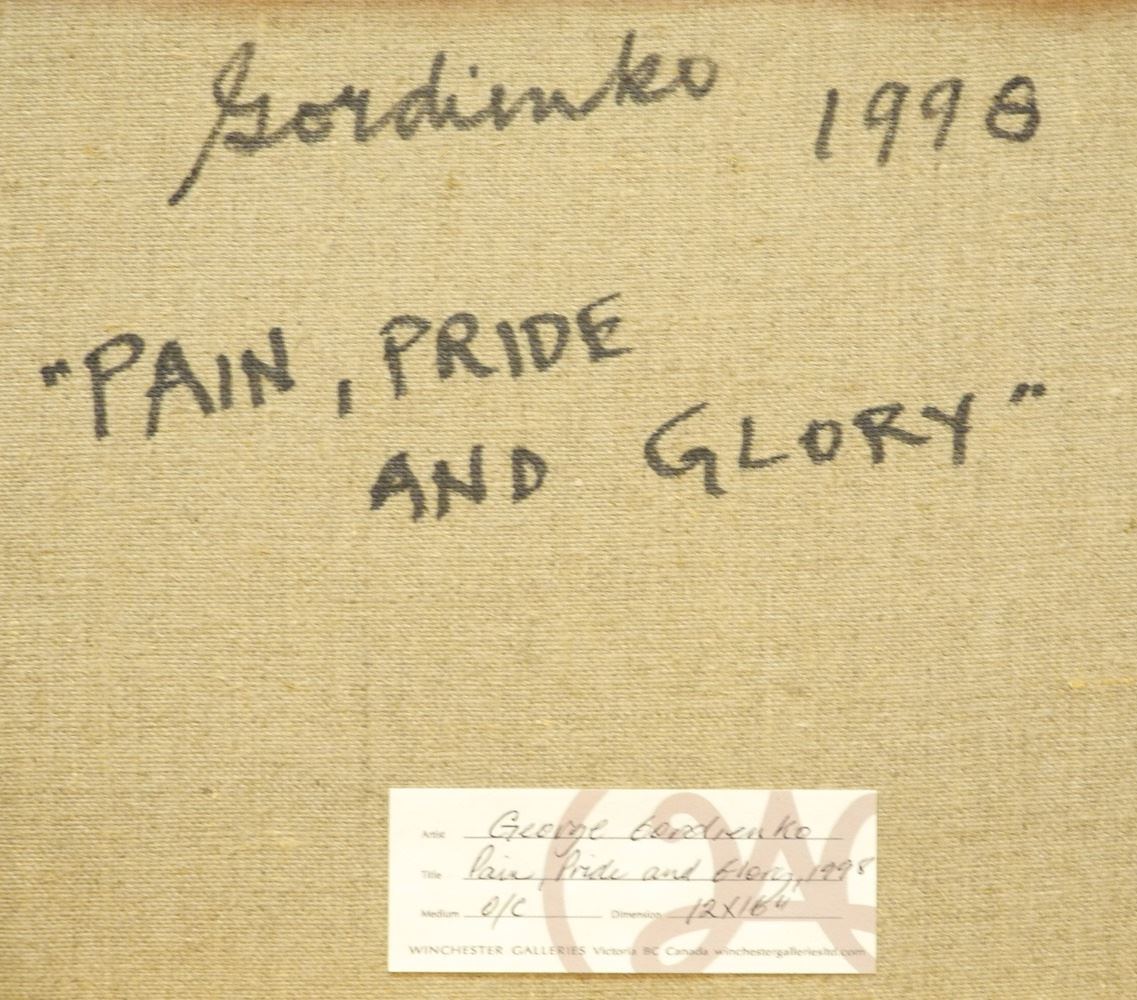 Gordienko 1998
"PAIN, PRIDE
AND GLORY"
Artist George Gordienko
Title Pain, Pride and Glory, 1998
Medium O/C Dimension 12X16"
WINCHESTER GALLERIES Victoria BC Canada winchestergalleriesltd.com